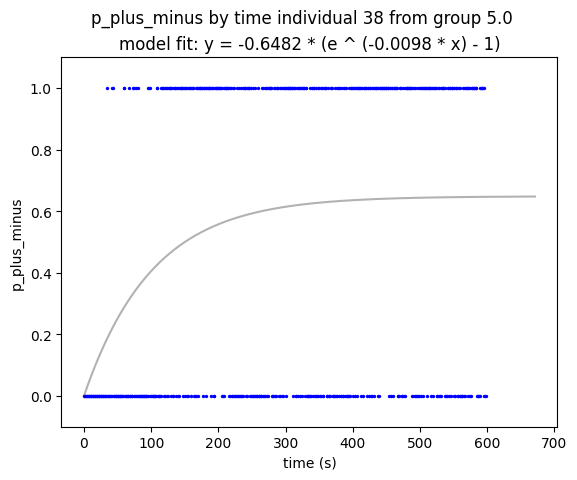 p_plus_minus by time individual 38 from group 5.0
model fit: y = -0.6482 * (e ^ (-0.0098 * x) - 1)
1.0
0.8
0.6
0.4
0.2
0.0
p_plus_minus
0 100 200 300 400 500 600 700
time (s)